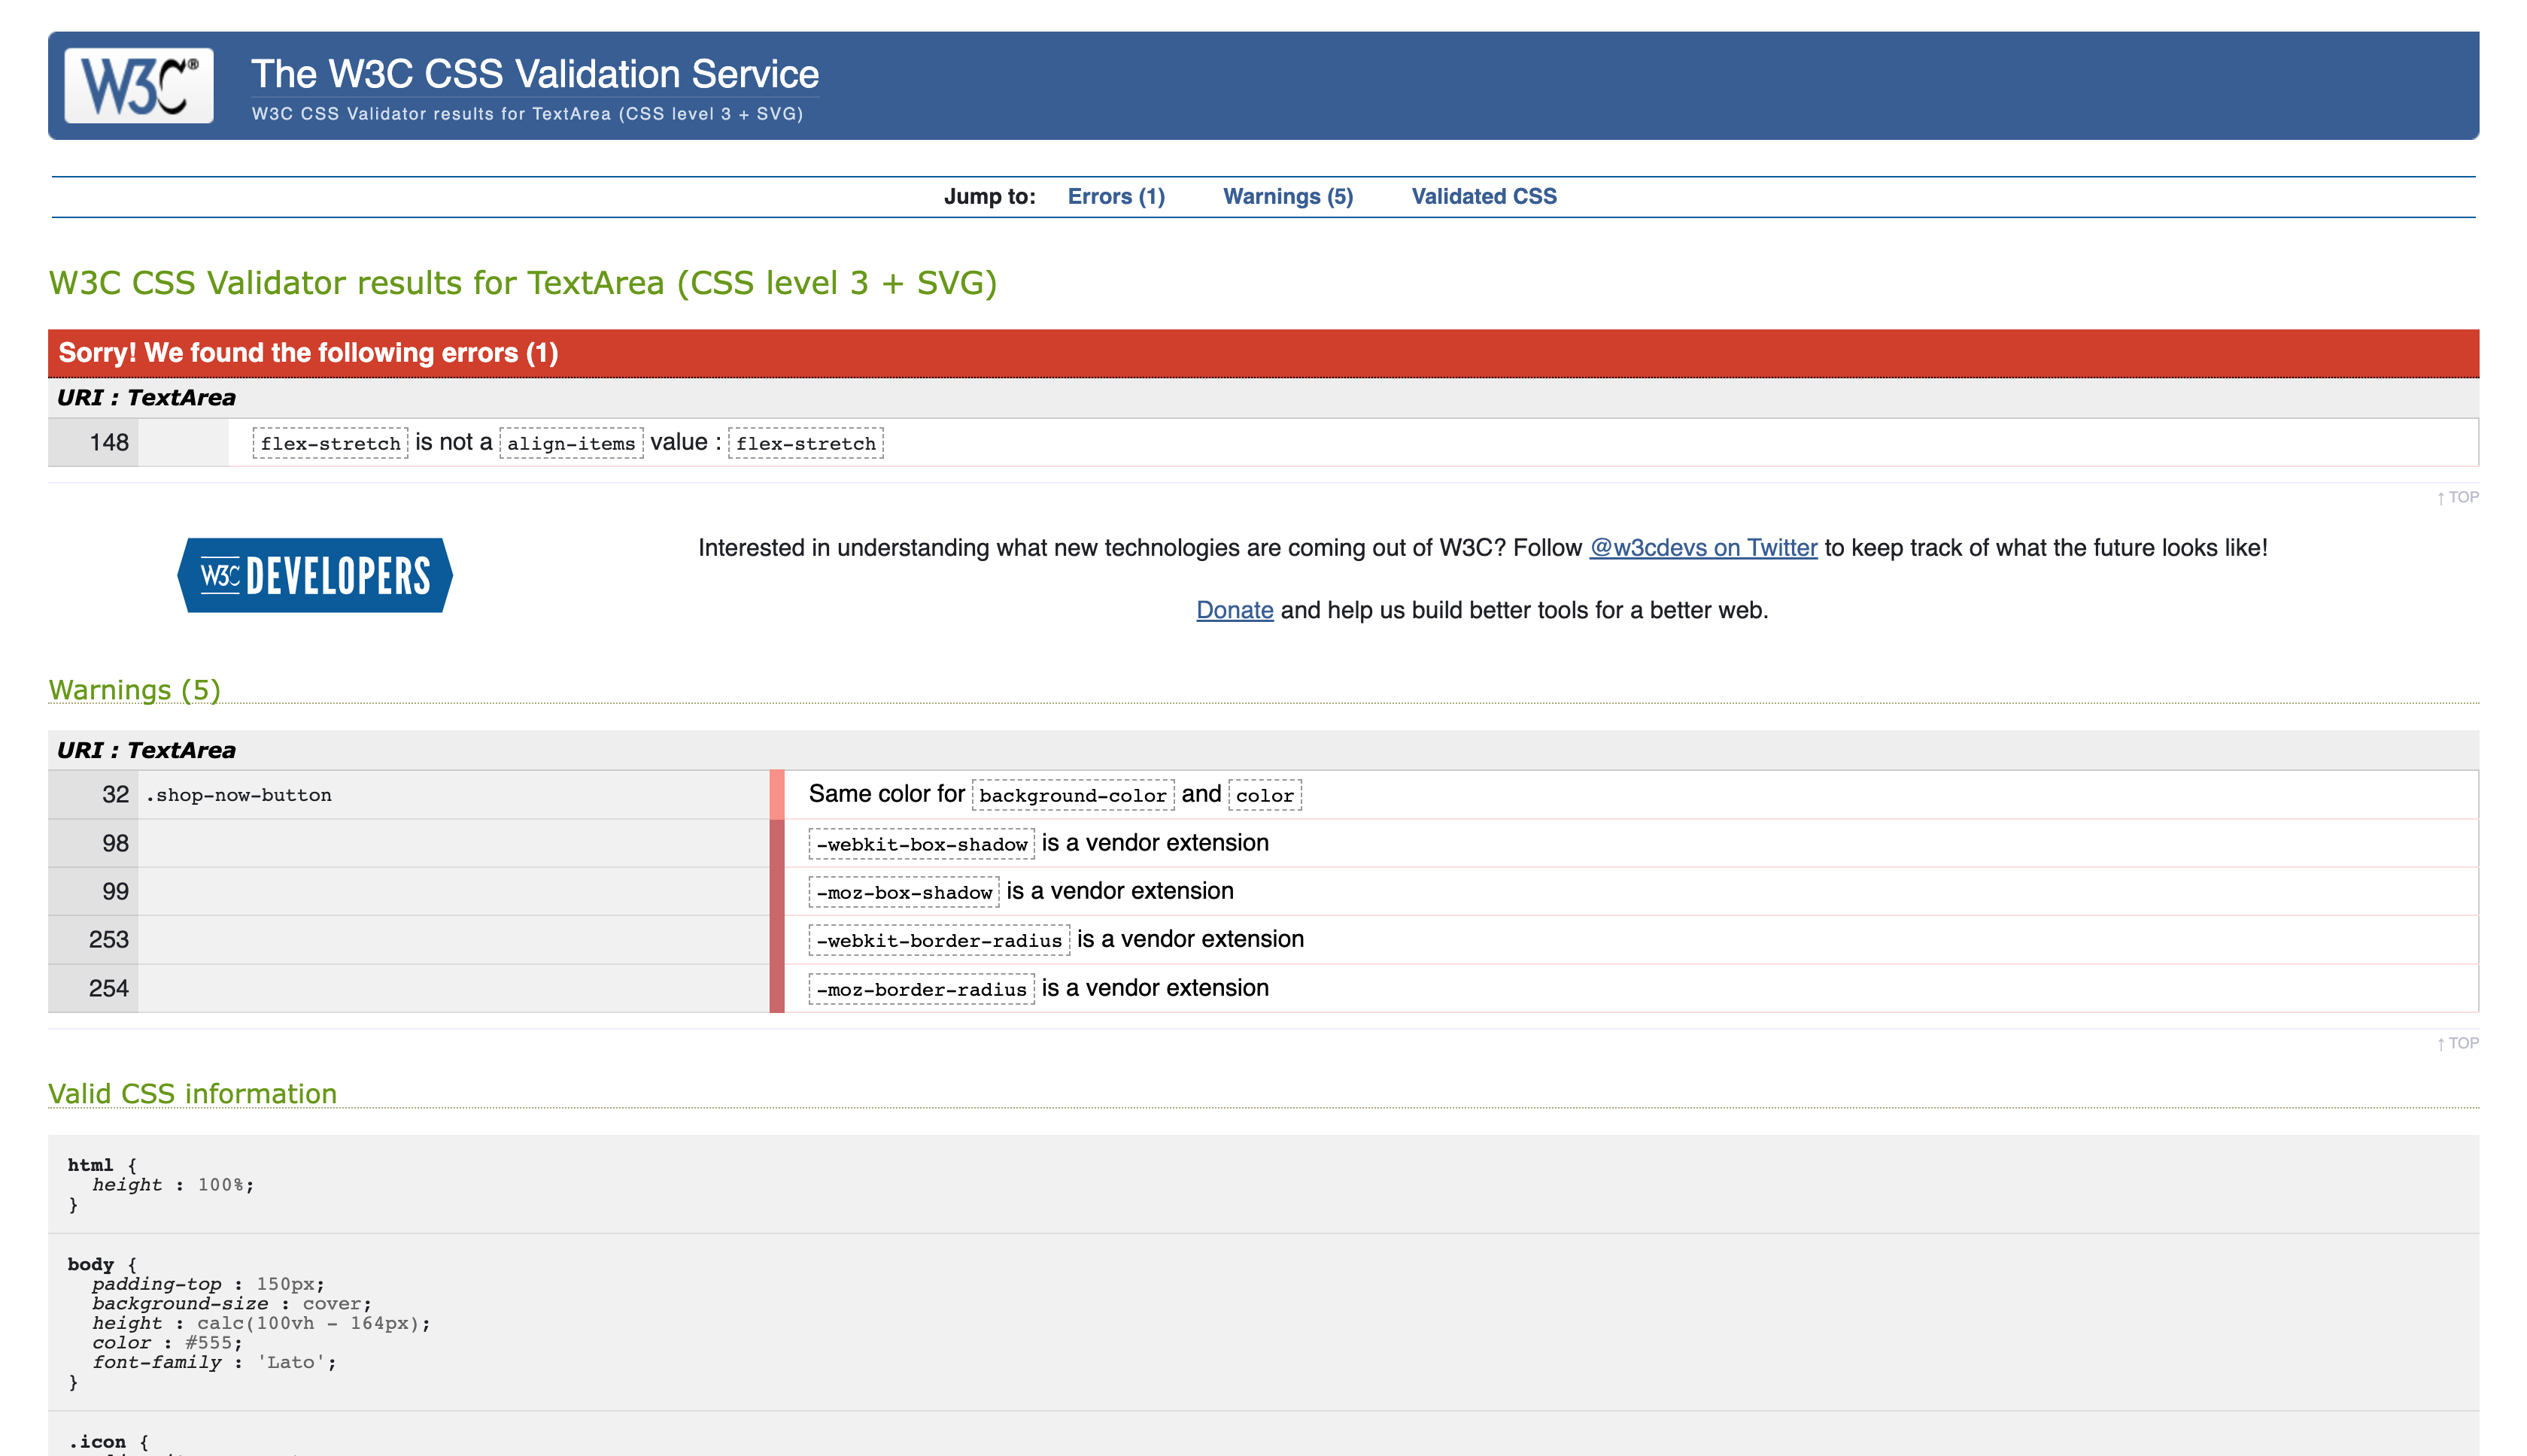 W3C®
The W3C CSS Validation Service
W3C CSS Validator results for TextArea (CSS level 3 + SVG)
Jump to: Errors (1) Warnings (5) Validated CSS
W3C CSS Validator results for TextArea (CSS level 3 + SVG)
Sorry! We found the following errors (1)
URI : TextArea
148 flex-stretch is not a align-items value : flex-stretch
↑ TOP
W3C DEVELOPERS
Interested in understanding what new technologies are coming out of W3C? Follow @w3cdevs on Twitter to keep track of what the future looks like!
Donate and help us build better tools for a better web.
Warnings (5)
URI : TextArea
32 .shop-now-button Same color for background-color and color
98 -webkit-box-shadow is a vendor extension
99 -moz-box-shadow is a vendor extension
253 -webkit-border-radius is a vendor extension
254 -moz-border-radius is a vendor extension
↑ TOP
Valid CSS information
html {
height : 100%;
}
body {
padding-top : 150px;
background-size : cover;
height : calc(100vh - 164px);
color : #555;
font-family : 'Lato';
}
.icon {